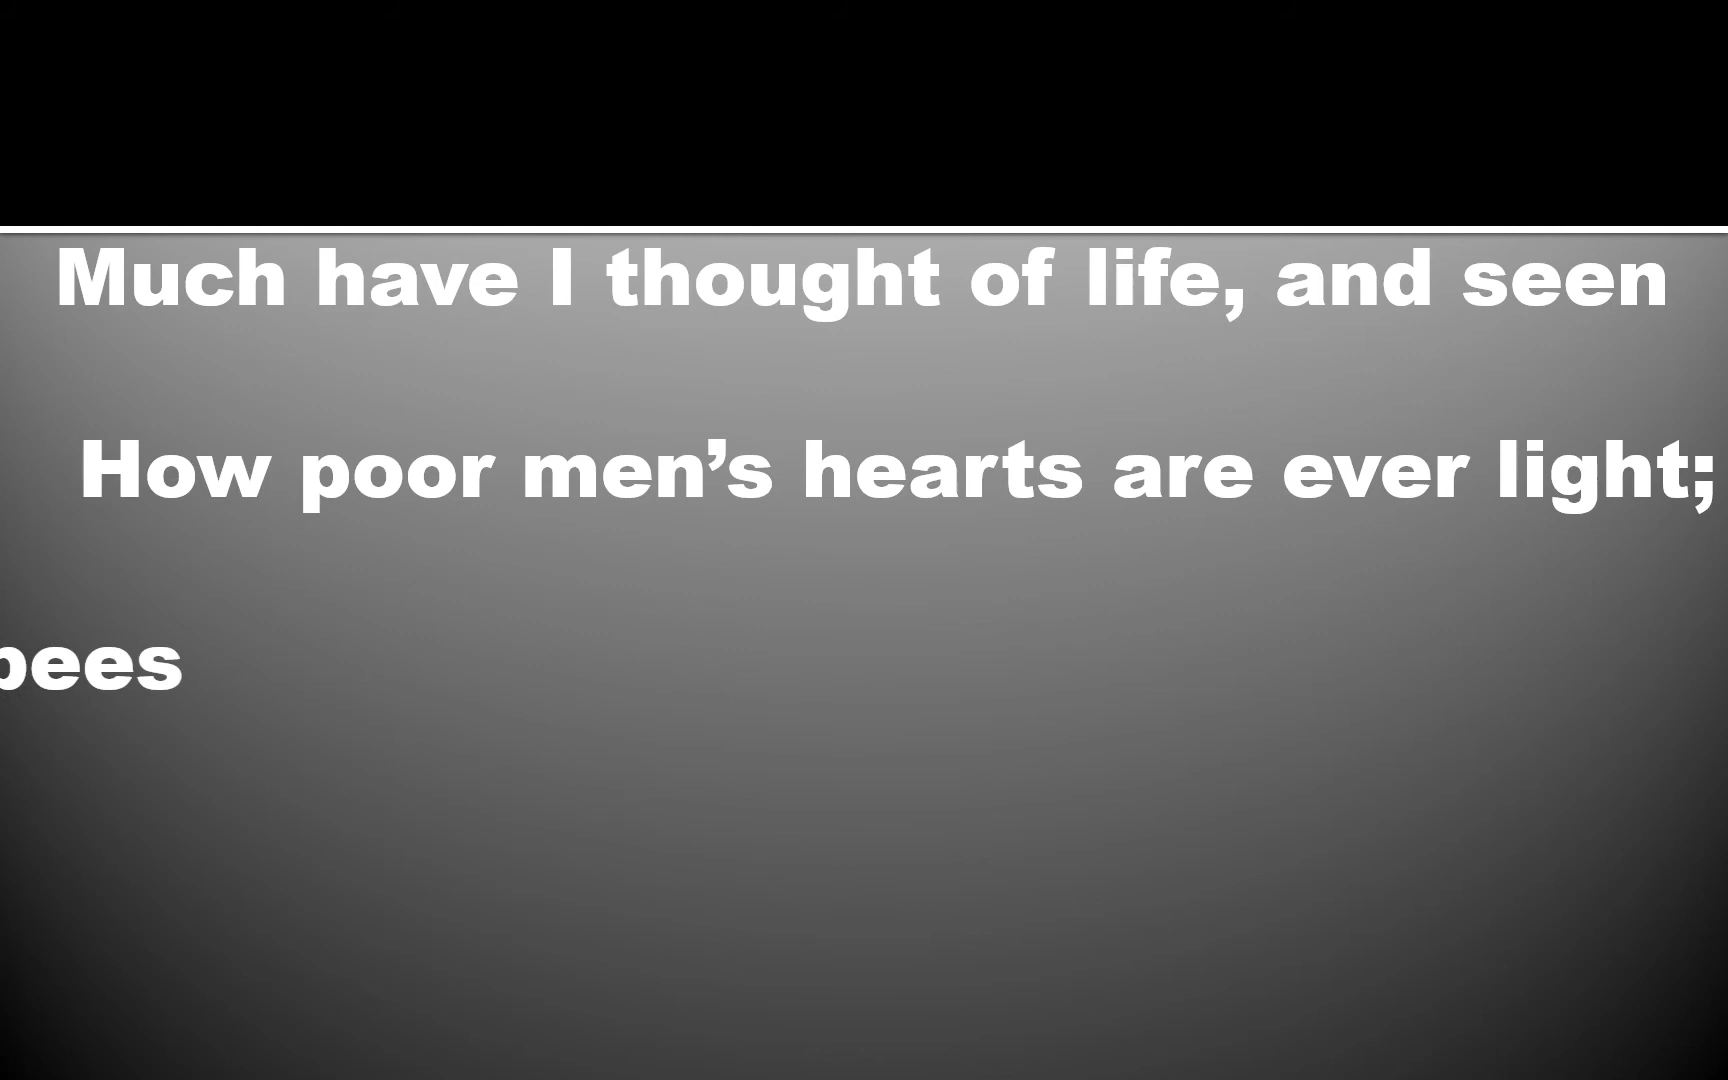 Much have I thought of life, and seen
How poor men’s hearts are ever light;
bees